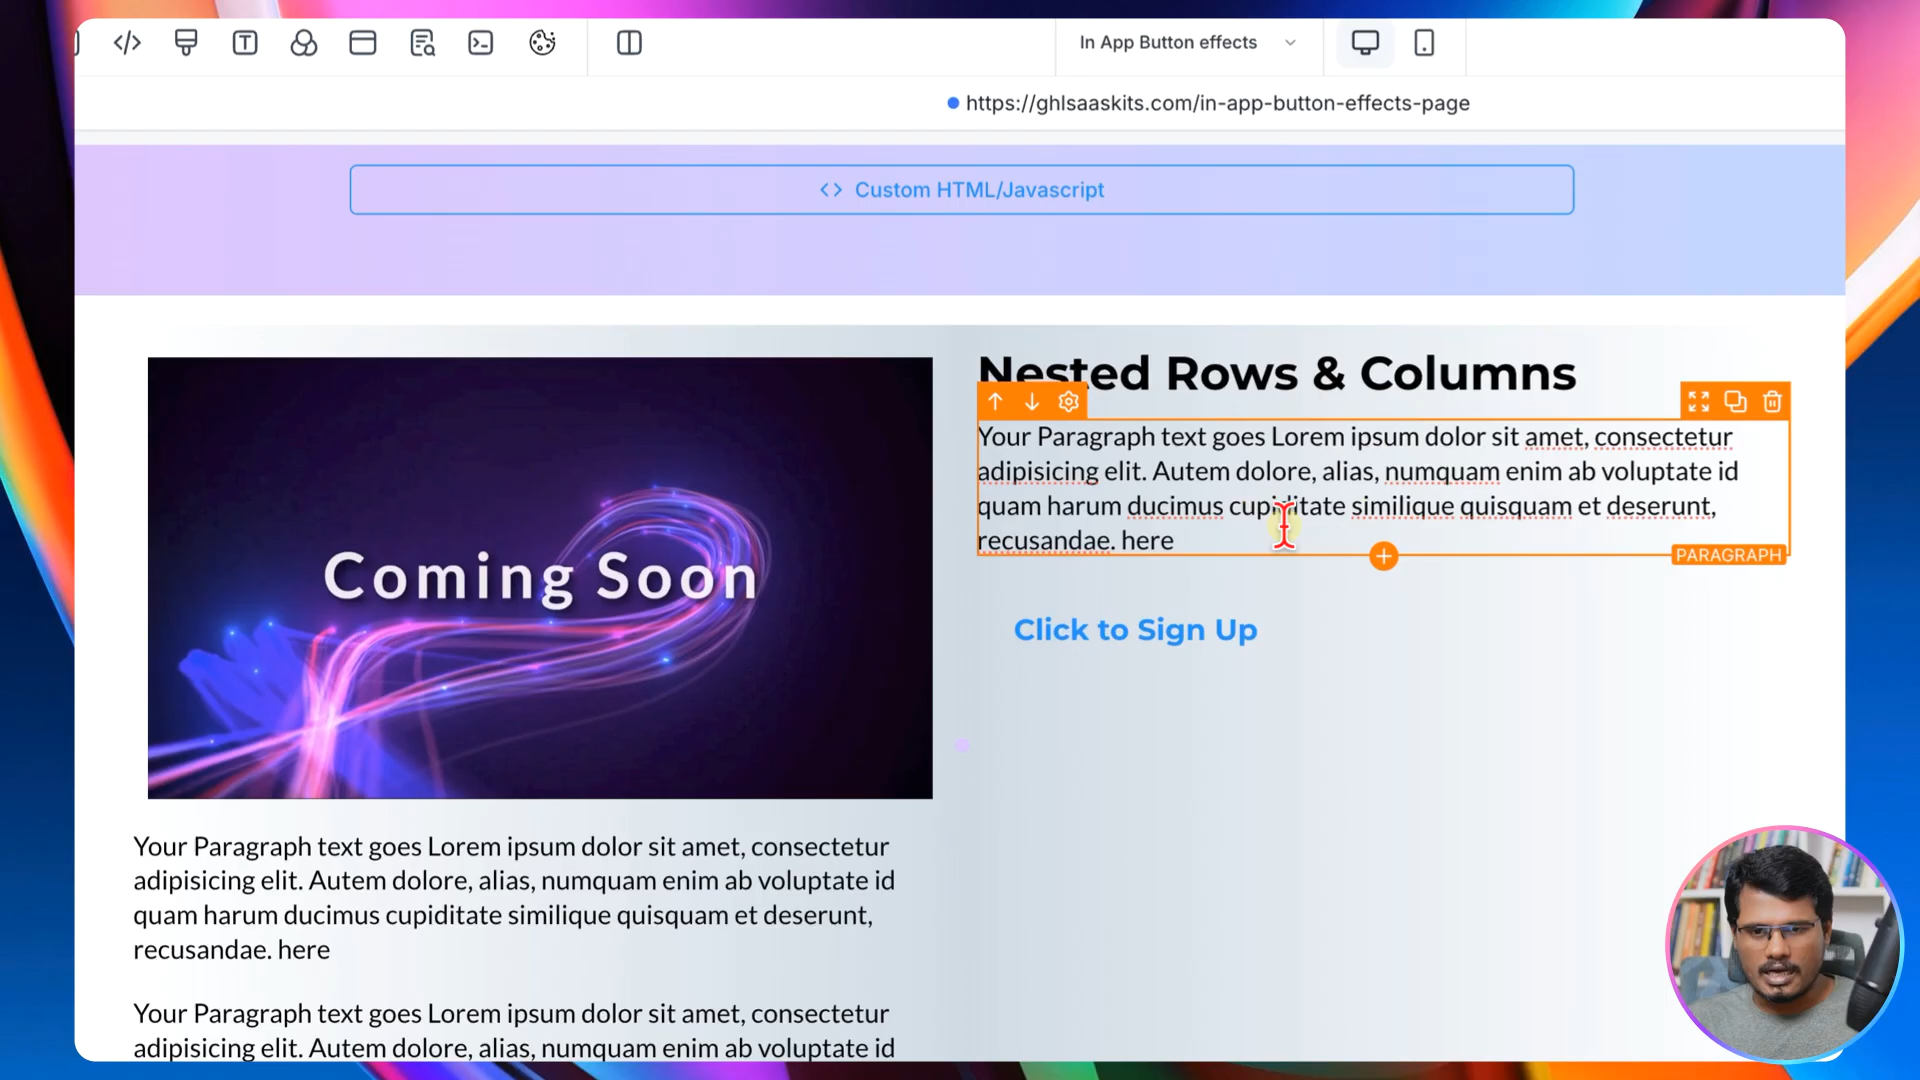 In App Button effects
https://ghlsaaskits.com/in-app-button-effects-page
Custom HTML/Javascript
Coming Soon
Nested Rows & Columns
Your Paragraph text goes Lorem ipsum dolor sit amet, consectetur
adipisicing elit. Autem dolore, alias, numquam enim ab voluptate id
quam harum ducimus cupiditate similique quisquam et deserunt,
recusandae. here
PARAGRAPH
Click to Sign Up
Your Paragraph text goes Lorem ipsum dolor sit amet, consectetur
adipisicing elit. Autem dolore, alias, numquam enim ab voluptate id
quam harum ducimus cupiditate similique quisquam et deserunt,
recusandae. here
Your Paragraph text goes Lorem ipsum dolor sit amet, consectetur
adipisicing elit. Autem dolore, alias, numquam enim ab voluptate id